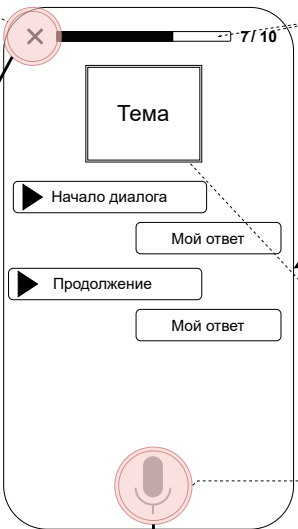 7/ 10
Тема
Начало диалога
Мой ответ
Продолжение
Мой ответ